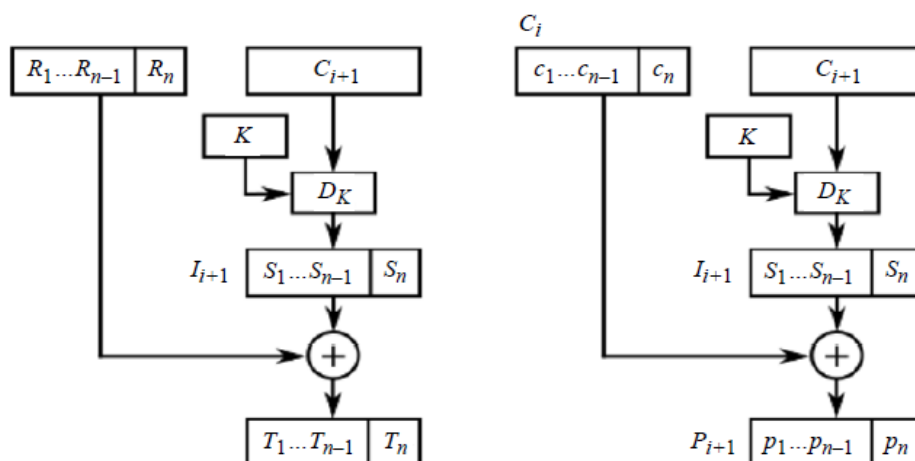 C_i
R_1...R_{n–1} R_n C_{i+1} c_1...c_{n–1} c_n C_{i+1}
K K
D_K D_K
I_{i+1} S_1...S_{n–1} S_n I_{i+1} S_1...S_{n–1} S_n
+ +
T_1...T_{n–1} T_n P_{i+1} p_1...p_{n–1} p_n